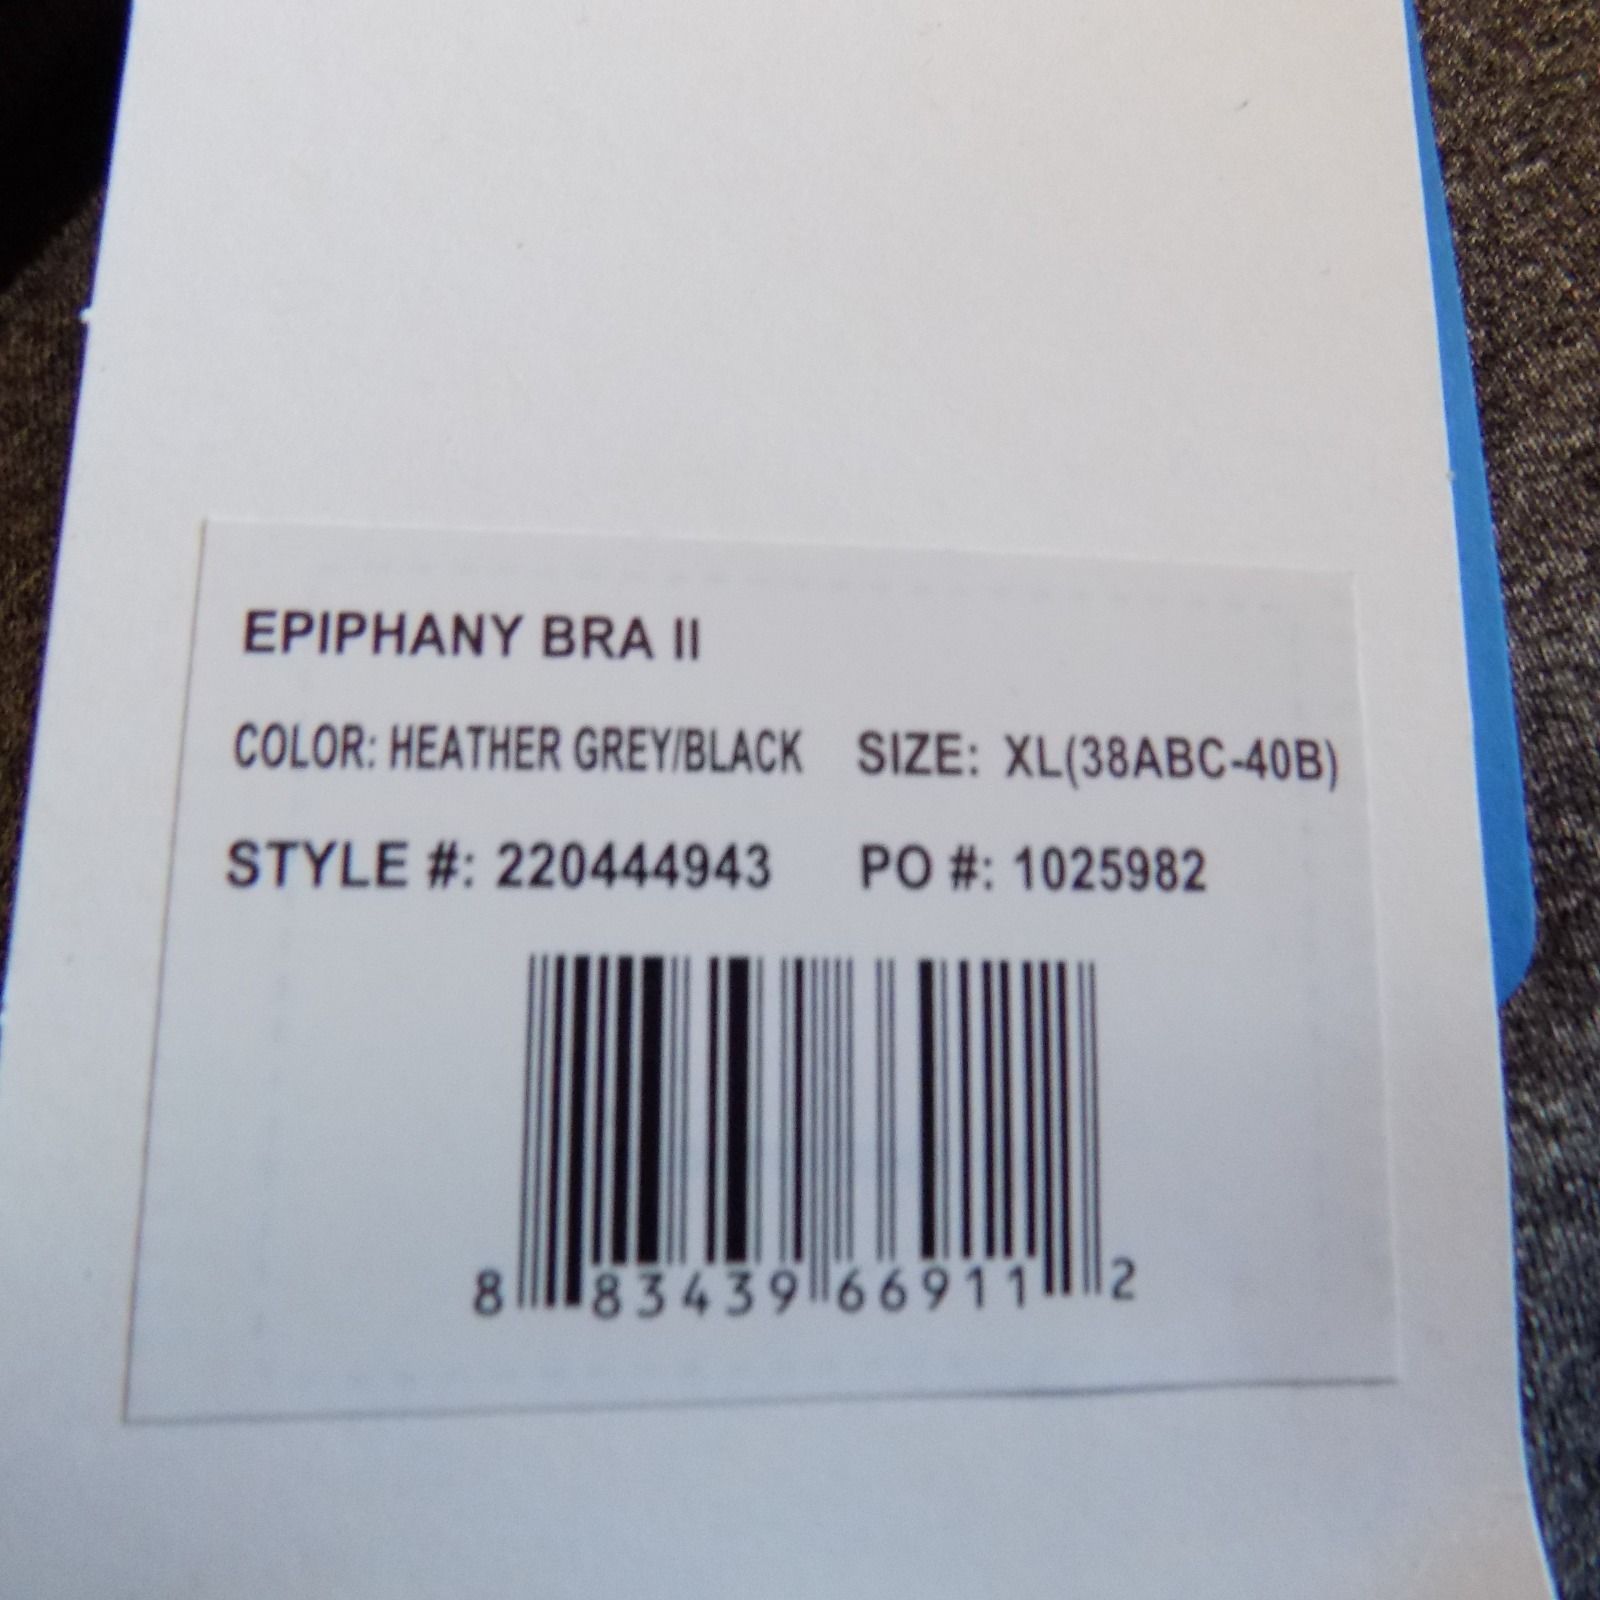 EPIPHANY BRA II
COLOR: HEATHER GREY/BLACK SIZE: XL(38ABC-40B)
STYLE #: 220444943 PO #: 1025982
8 83439 66911 2